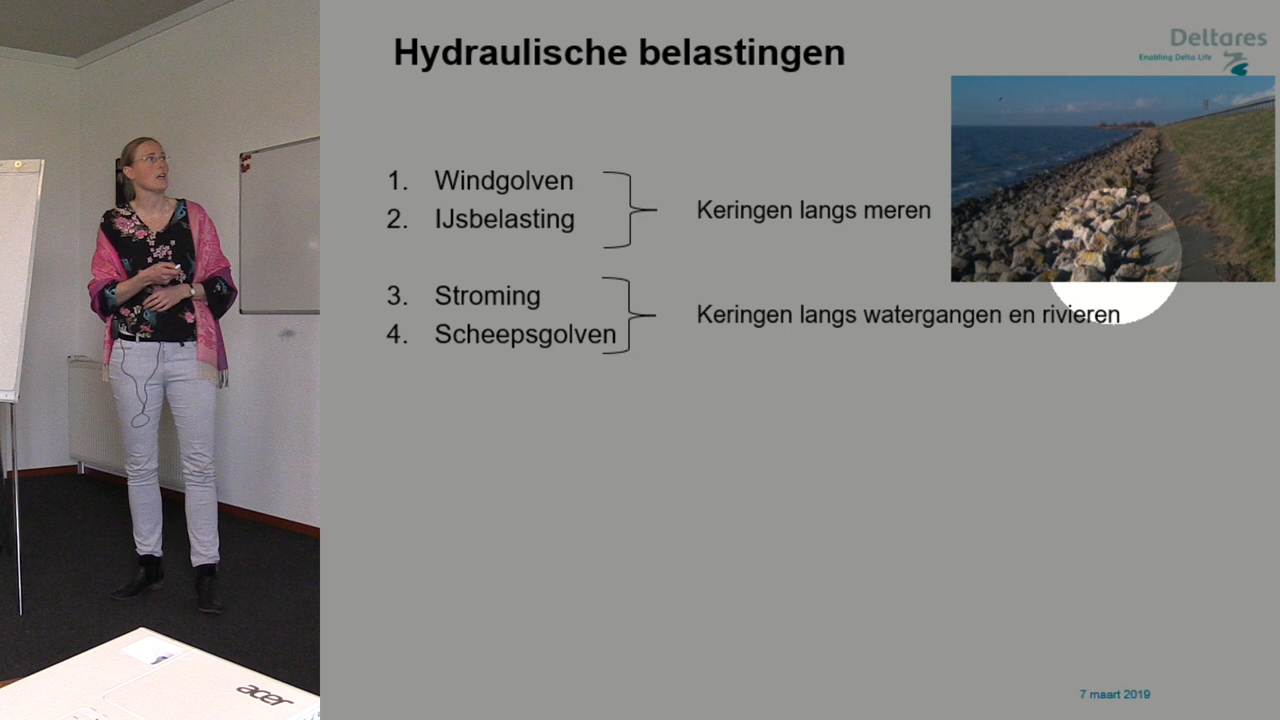 Hydraulische belastingen
Deltares
Enabling Delta Life
1. Windgolven
2. IJsbelasting
Keringen langs meren
3. Stroming
4. Scheepsgolven
Keringen langs watergangen en rivieren
acer
7 maart 2019